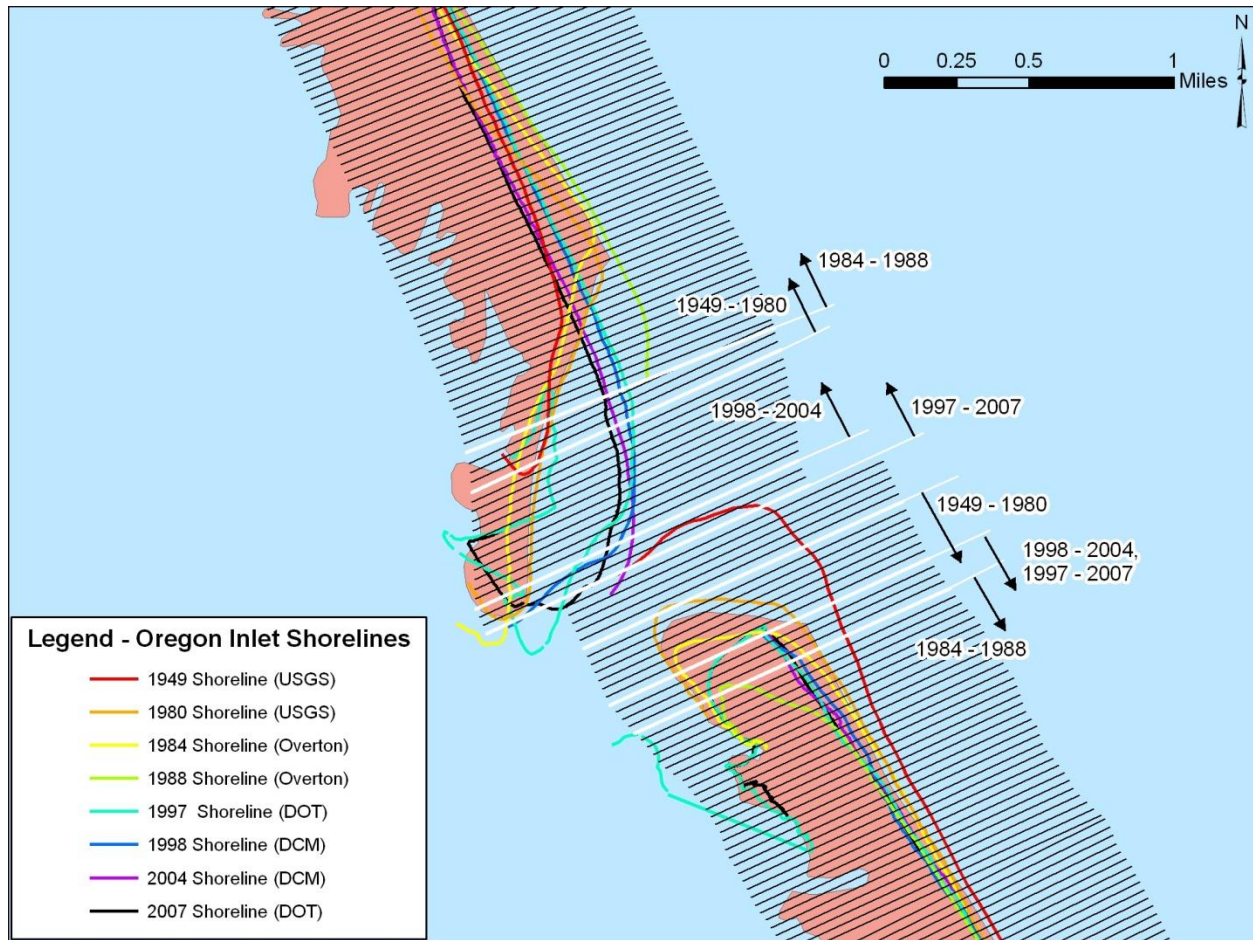 N
0 0.25 0.5 1
Miles
1984 - 1988
1949 - 1980
1998 - 2004
1997 - 2007
1949 - 1980
1998 - 2004,
1997 - 2007
1984 - 1988
Legend - Oregon Inlet Shorelines
1949 Shoreline (USGS)
1980 Shoreline (USGS)
1984 Shoreline (Overton)
1988 Shoreline (Overton)
1997 Shoreline (DOT)
1998 Shoreline (DCM)
2004 Shoreline (DCM)
2007 Shoreline (DOT)